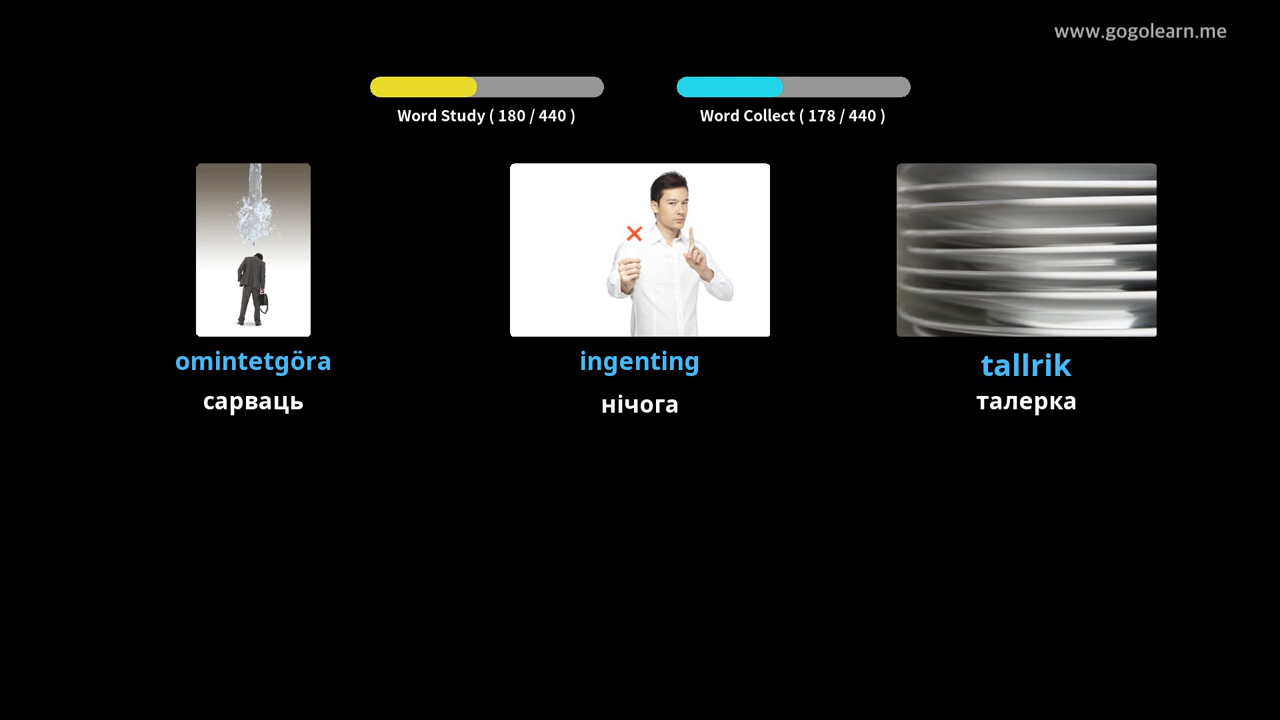 www.gogolearn.me
Word Study ( 180 / 440 )
Word Collect ( 178 / 440 )
omintetgöra
ingenting
tallrik
сарваць
нічога
талерка